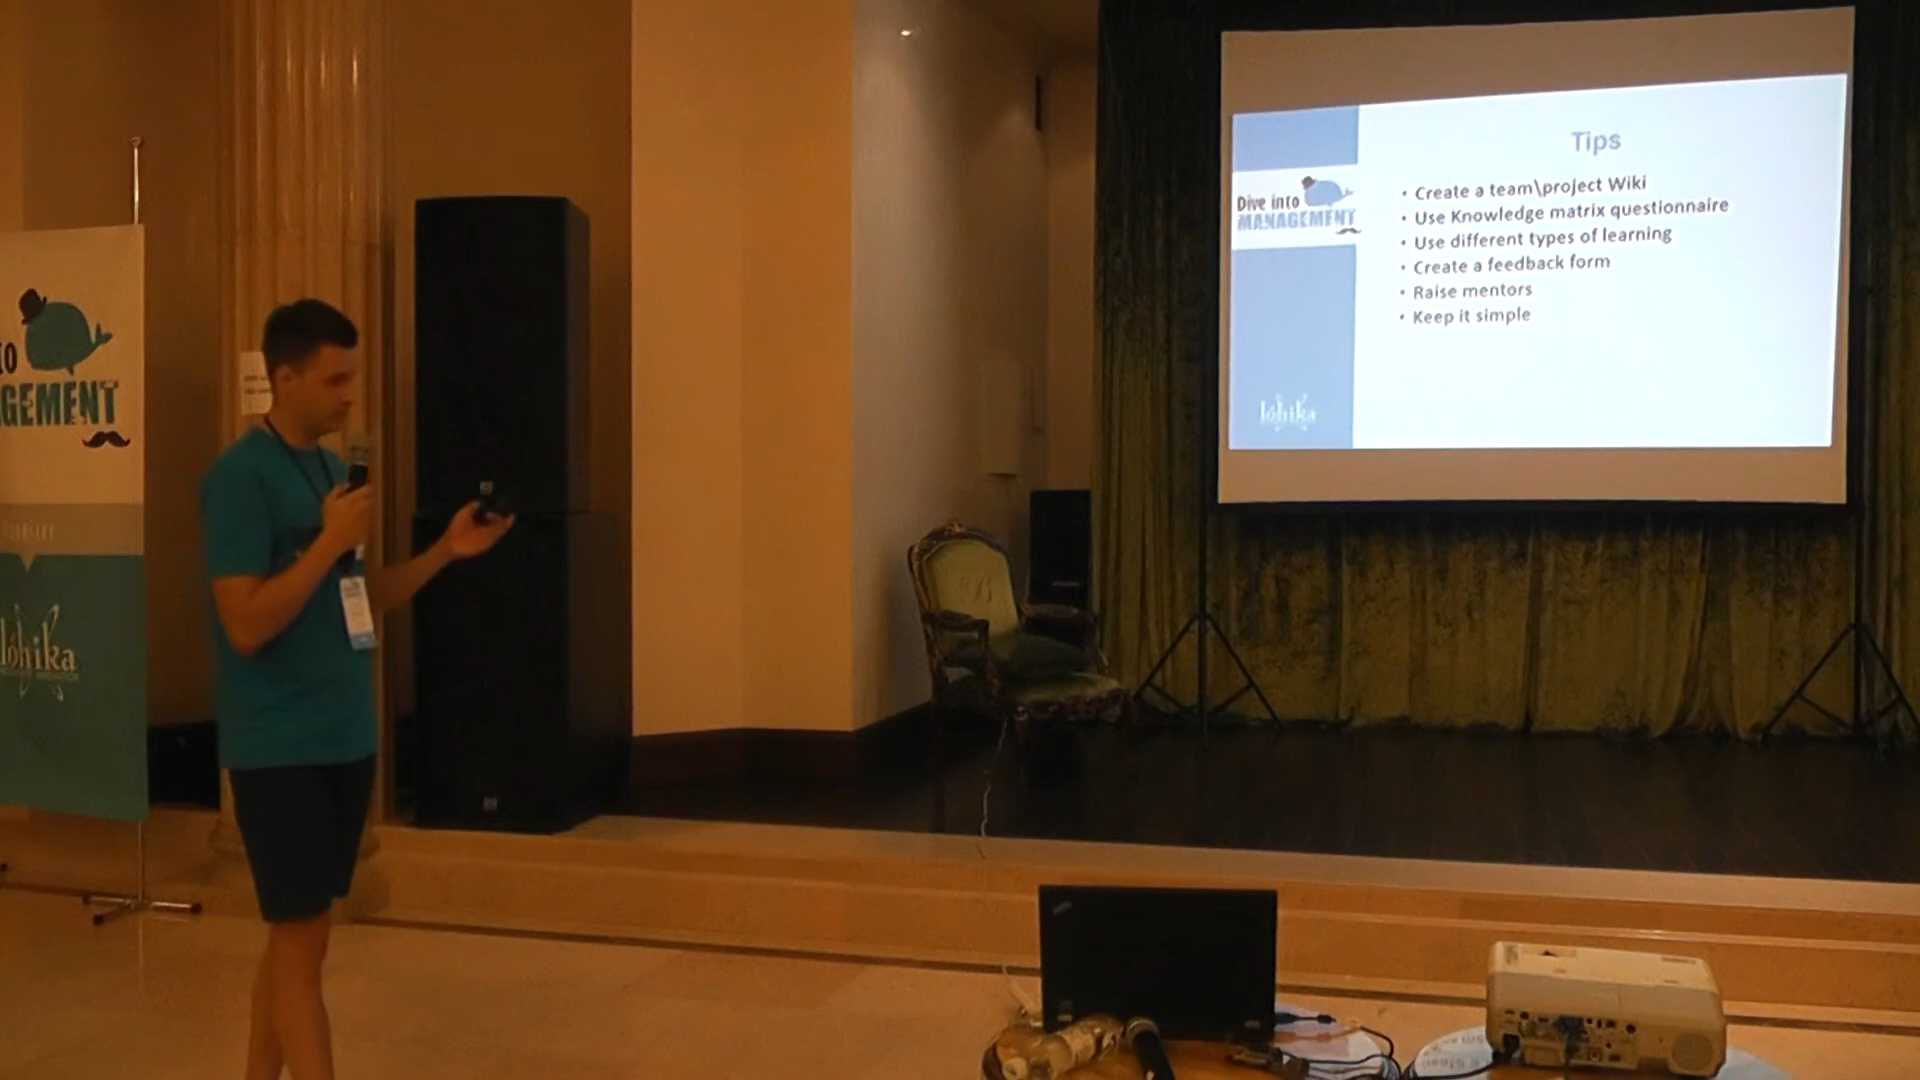 Tips
• Create a team\project Wiki
• Use Knowledge matrix questionnaire
• Use different types of learning
• Create a feedback form
• Raise mentors
• Keep it simple
Dive into
MANAGEMENT
lohika
TO
GEMENT
lohika